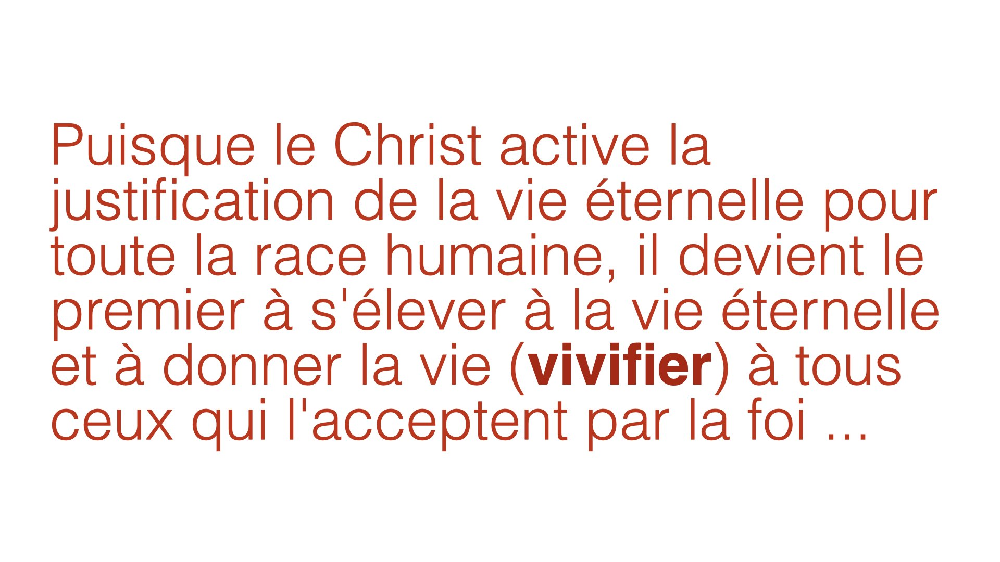 Puisque le Christ active la
justification de la vie éternelle pour
toute la race humaine, il devient le
premier à s'élever à la vie éternelle
et à donner la vie (vivifier) à tous
ceux qui l'acceptent par la foi ...